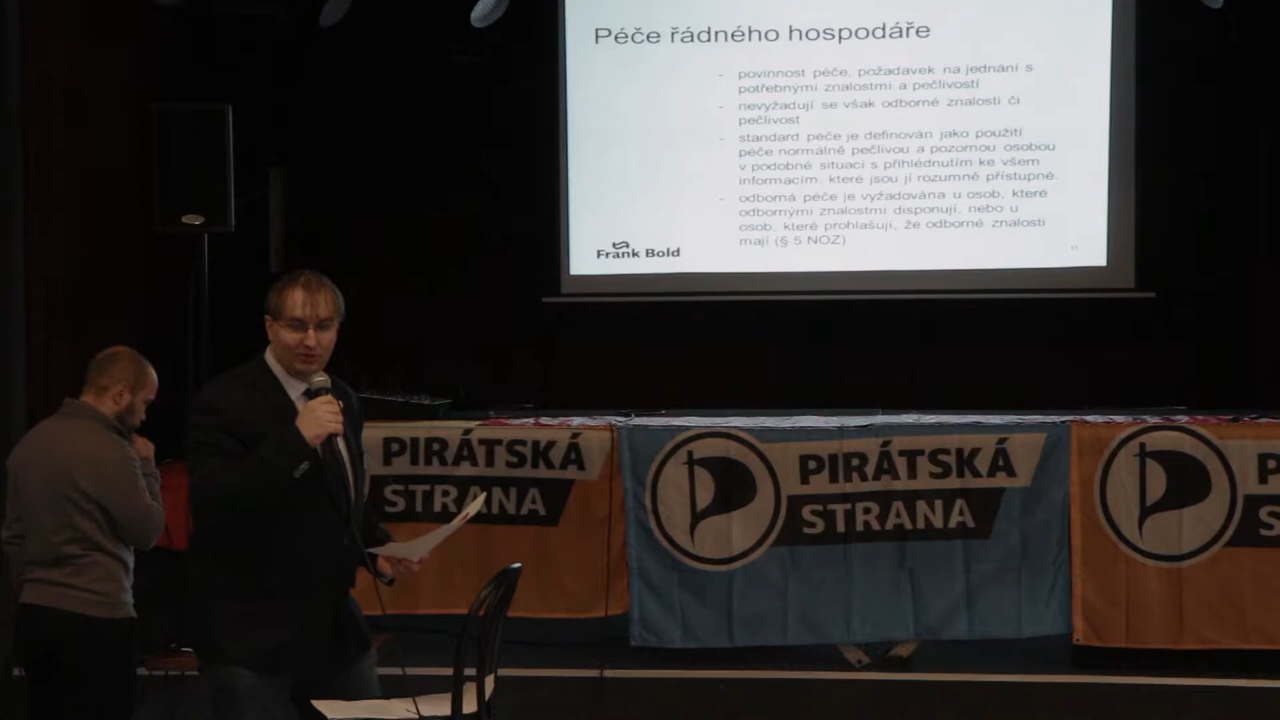 Péče řádného hospodáře
- povinnost péče, požadavek na jednání s
potřebnými znalostmi a pečlivostí
- nevyžadují se však odborné znalosti či
pečlivost
- standard péče je definován jako použití
péče normálně pečlivou a pozornou osobou
v podobné situaci s přihlédnutím ke všem
informacím, které jsou jí rozumně přístupné.
- odborná péče je vyžadována u osob, které
odbornými znalostmi disponují, nebo u
osob, které prohlašují, že odborné znalosti
mají (§ 5 NOZ)
Frank Bold
11
PIRÁTSKÁ
STRANA
PIRÁTSKÁ
STRANA
P
S